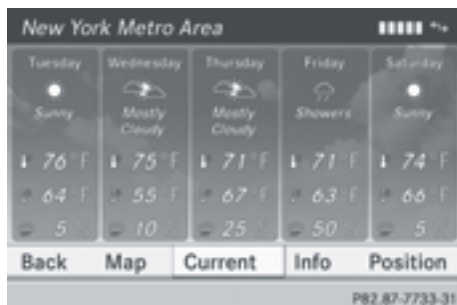 New York Metro Area
Tuesday Wednesday Thursday Friday Saturday
Sunny Mostly Cloudy Mostly Cloudy Showers Sunny
76°F 75°F 71°F 71°F 74°F
64°F 55°F 67°F 63°F 66°F
5% 10% 25% 50% 5%
Back Map Current Info Position
P82.87-7733-31